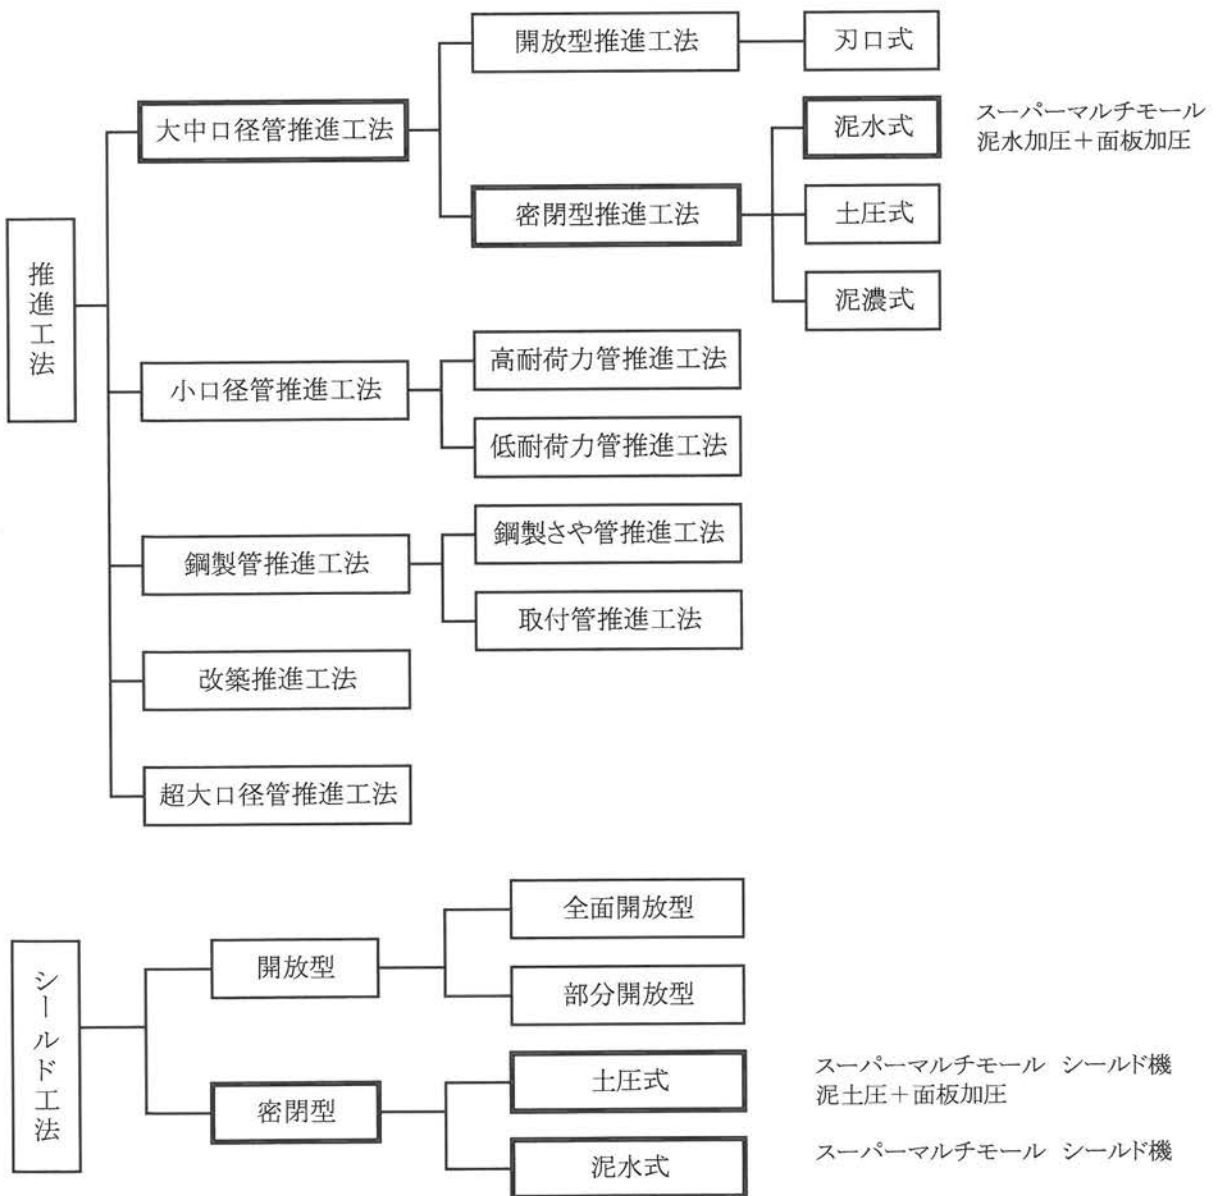 推進工法
大中口径管推進工法
開放型推進工法
刃口式
密閉型推進工法
泥水式
スーパーマルチモール
泥水加圧＋面板加圧
土圧式
泥濃式
小口径管推進工法
高耐荷力管推進工法
低耐荷力管推進工法
鋼製管推進工法
鋼製さや管推進工法
取付管推進工法
改築推進工法
超大口径管推進工法
シールド工法
開放型
全面開放型
部分開放型
密閉型
土圧式
スーパーマルチモール シールド機
泥土圧＋面板加圧
泥水式
スーパーマルチモール シールド機